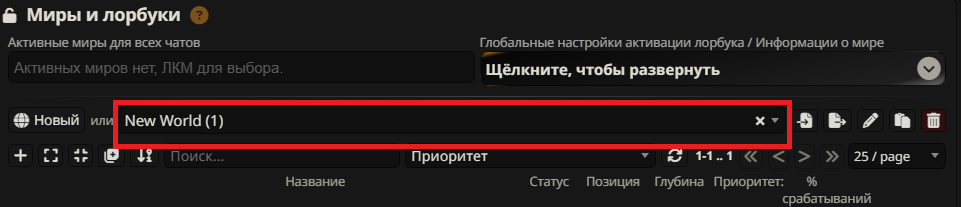 Миры и лорбуки ?
Активные миры для всех чатов
Активных миров нет, ЛКМ для выбора.
Глобальные настройки активации лорбука / Информации о мире
Щёлкните, чтобы развернуть
Новый или New World (1)
Поиск... Приоритет 1-1 .. 1 25 / page
Название Статус Позиция Глубина Приоритет: %
срабатываний